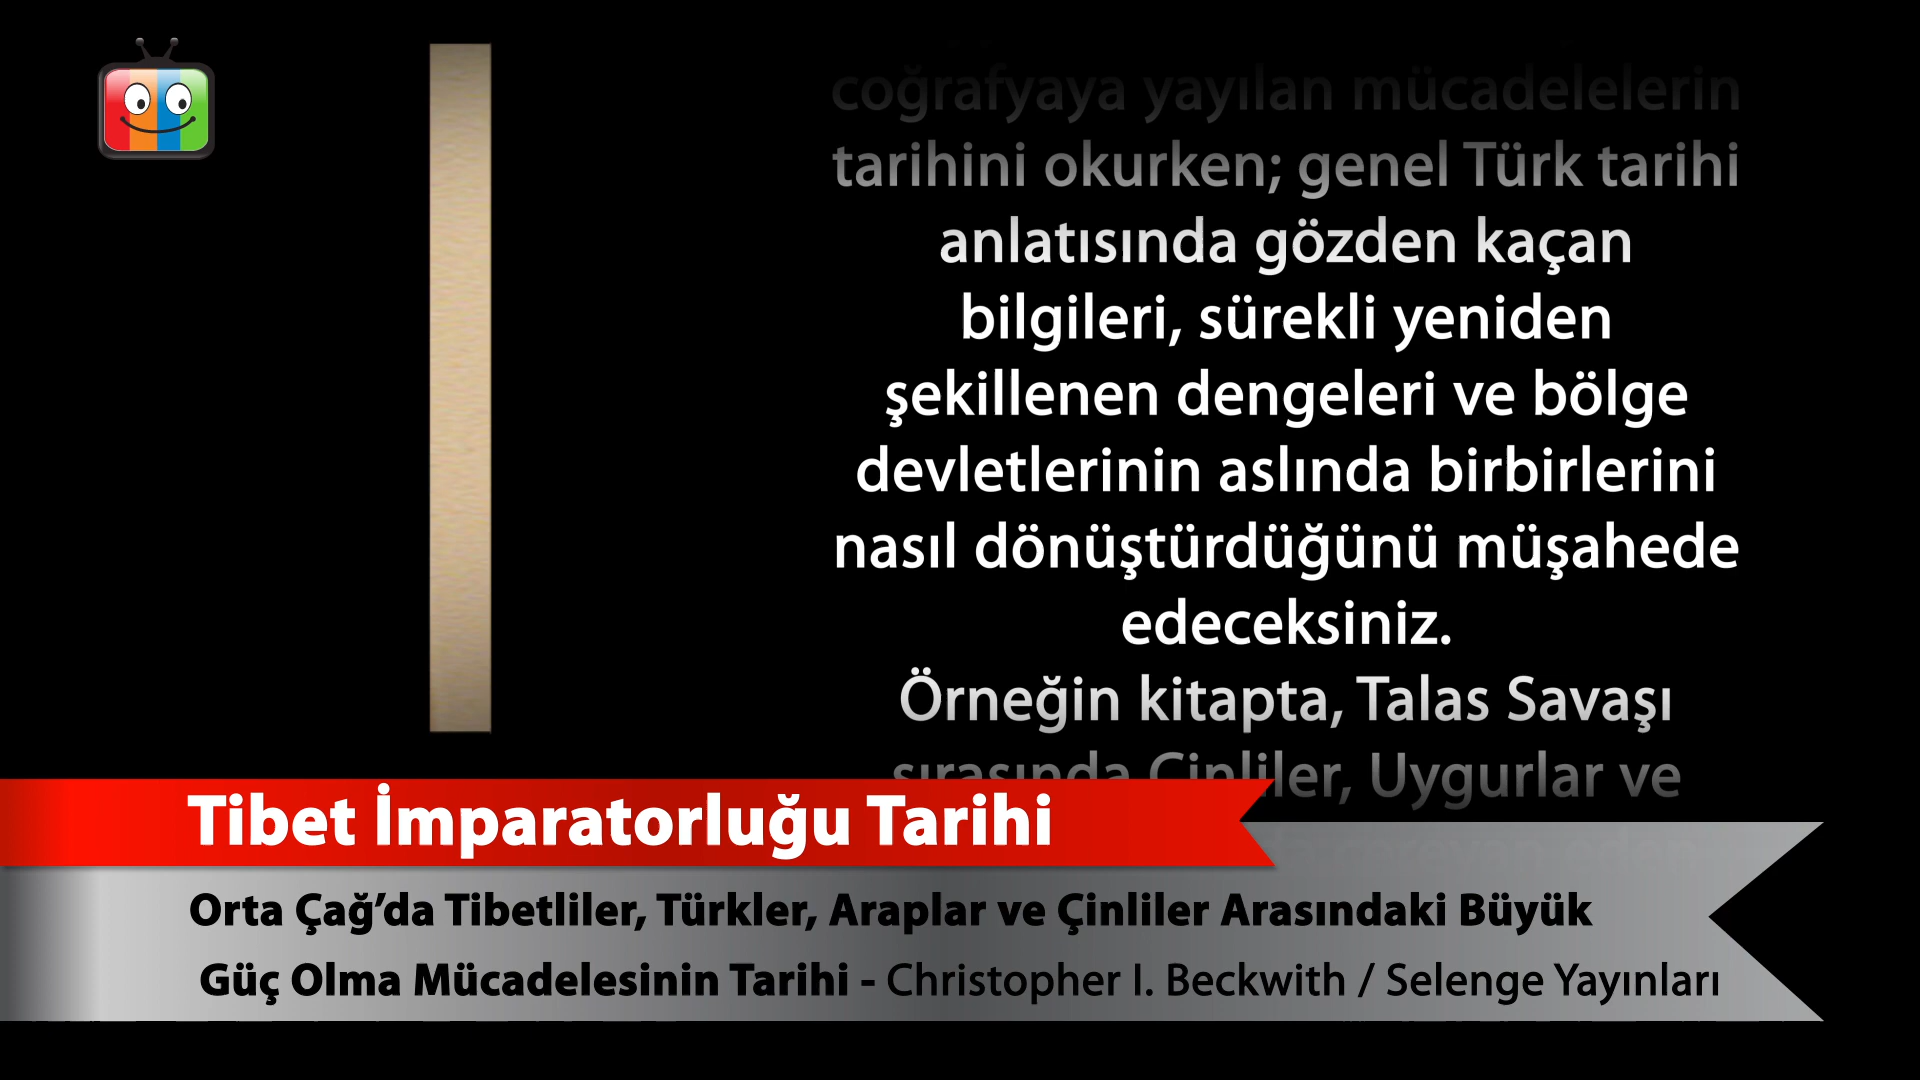 coğrafyaya yayılan mücadelelerin
tarihini okurken; genel Türk tarihi
anlatısında gözden kaçan
bilgileri, sürekli yeniden
şekillenen dengeleri ve bölge
devletlerinin aslında birbirlerini
nasıl dönüştürdüğünü müşahede
edeceksiniz.
Örneğin kitapta, Talas Savaşı
sırasında Çinliler, Uygurlar ve
Tibet İmparatorluğu Tarihi
Orta Çağ’da Tibetliler, Türkler, Araplar ve Çinliler Arasındaki Büyük
Güç Olma Mücadelesinin Tarihi - Christopher I. Beckwith / Selenge Yayınları